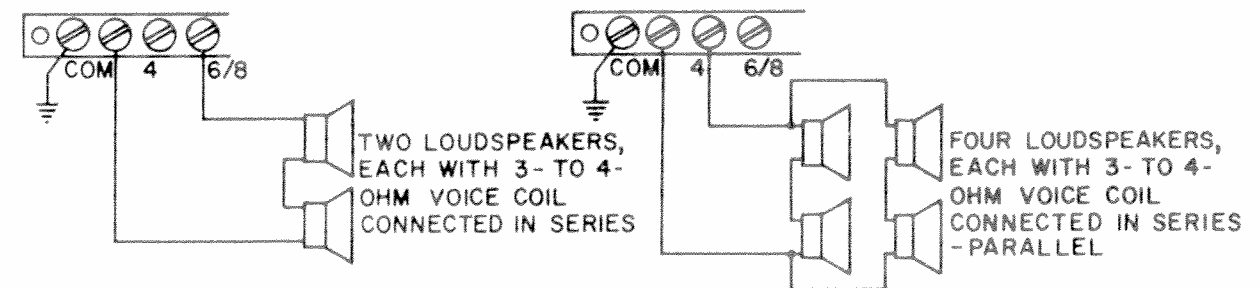 COM 4 6/8
TWO LOUDSPEAKERS,
EACH WITH 3- TO 4-
OHM VOICE COIL
CONNECTED IN SERIES
COM 4 6/8
FOUR LOUDSPEAKERS,
EACH WITH 3- TO 4-
OHM VOICE COIL
CONNECTED IN SERIES
-PARALLEL